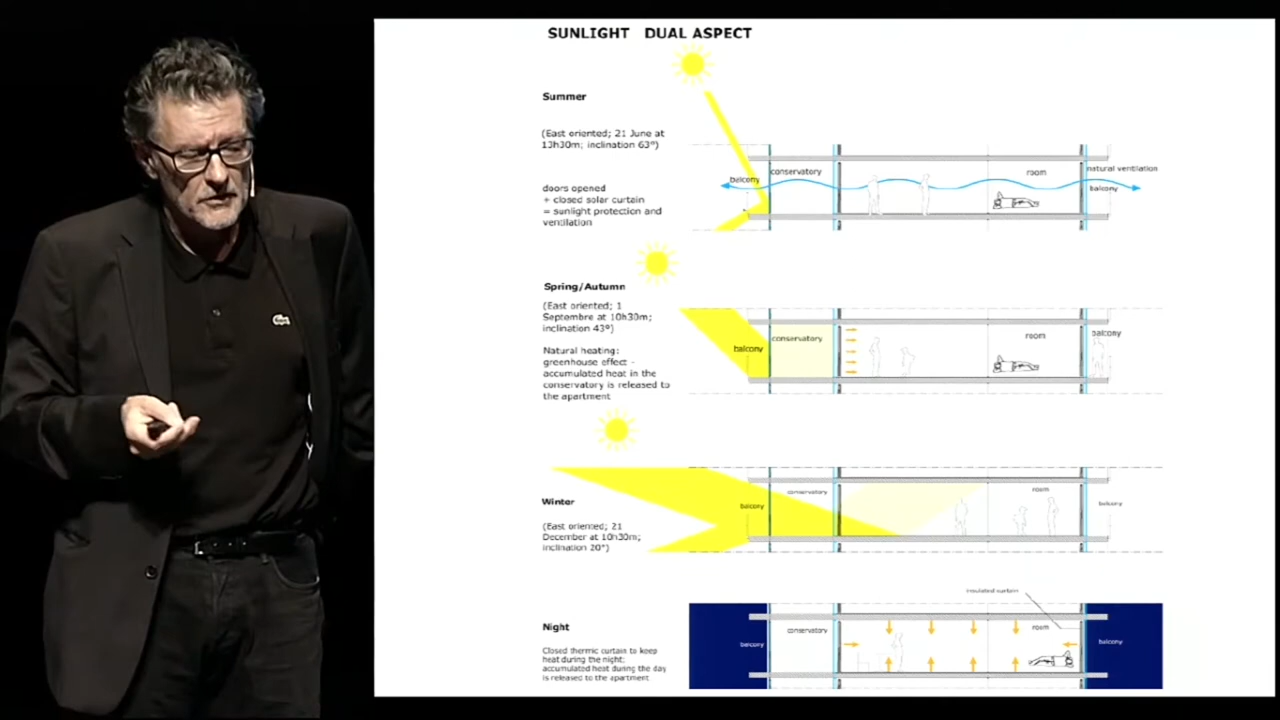 SUNLIGHT DUAL ASPECT
Summer
(East oriented; 21 June at
13h30m; inclination 63°)
doors opened
+ closed solar curtain
= sunlight protection and
ventilation
balcony
conservatory
room
natural ventilation
balcony
Spring/Autumn
(East oriented; 1
Septembre at 10h30m;
inclination 43°)
Natural heating:
greenhouse effect -
accumulated heat in the
conservatory is released to
the apartment
balcony
conservatory
room
balcony
Winter
(East oriented; 21
December at 10h30m;
inclination 20°)
balcony
conservatory
room
balcony
insulated curtain
Night
Closed thermic curtain to keep
heat during the night;
accumulated heat during the day
is released to the apartment
balcony
conservatory
room
balcony